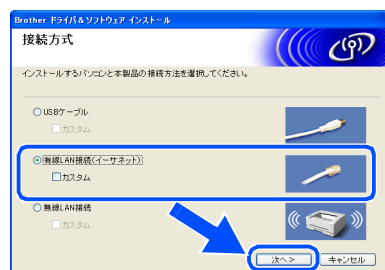 Brother ドライバ&ソフトウェア インストール
接続方式
インストールするパソコンと本製品の接続方法を選択してください。
USBケーブル
カスタム
有線LAN接続(イーサネット)
カスタム
無線LAN接続
カスタム
次へ >
キャンセル